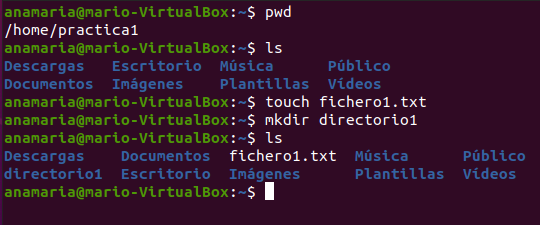 anamaria@mario-VirtualBox:~$ pwd
/home/practica1
anamaria@mario-VirtualBox:~$ ls
Descargas Escritorio Música Público
Documentos Imágenes Plantillas Vídeos
anamaria@mario-VirtualBox:~$ touch fichero1.txt
anamaria@mario-VirtualBox:~$ mkdir directorio1
anamaria@mario-VirtualBox:~$ ls
Descargas Documentos fichero1.txt Música Público
directorio1 Escritorio Imágenes Plantillas Vídeos
anamaria@mario-VirtualBox:~$